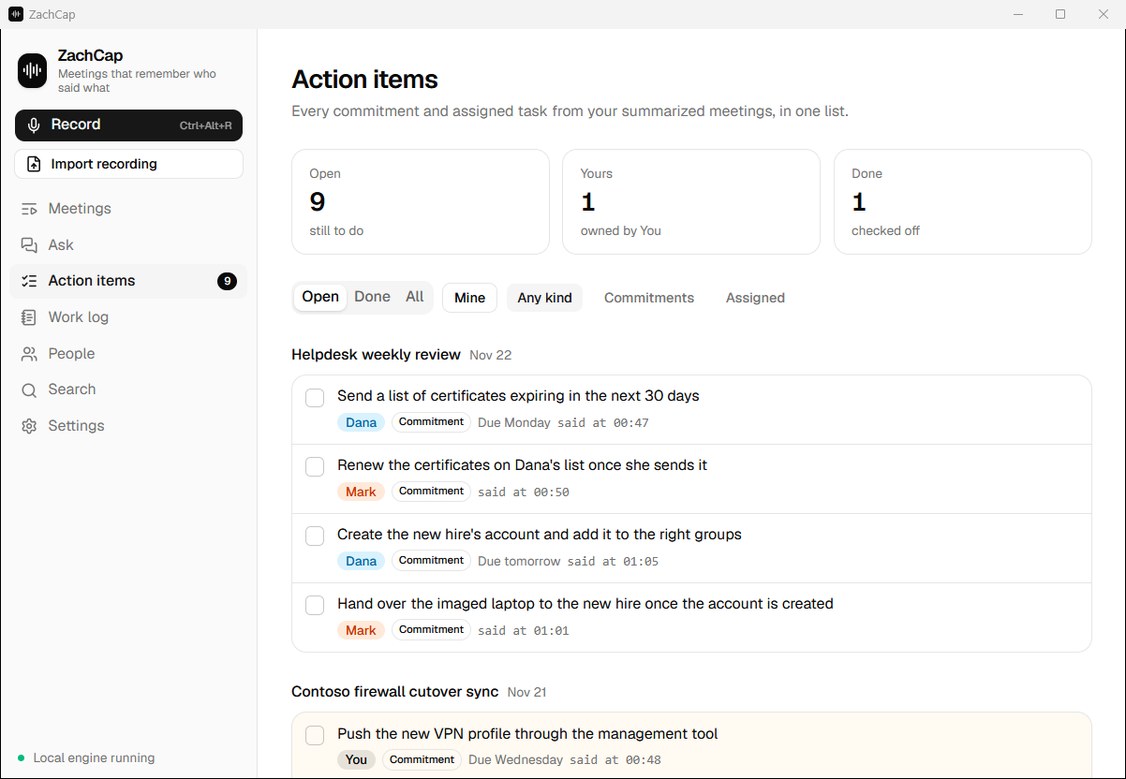 ZachCap
ZachCap
Meetings that remember who
said what
Record Ctrl+Alt+R
Import recording
Meetings
Ask
Action items 9
Work log
People
Search
Settings
Local engine running
Action items
Every commitment and assigned task from your summarized meetings, in one list.
Open
9
still to do
Yours
1
owned by You
Done
1
checked off
Open Done All Mine Any kind Commitments Assigned
Helpdesk weekly review Nov 22
Send a list of certificates expiring in the next 30 days
Dana Commitment Due Monday said at 00:47
Renew the certificates on Dana's list once she sends it
Mark Commitment said at 00:50
Create the new hire's account and add it to the right groups
Dana Commitment Due tomorrow said at 01:05
Hand over the imaged laptop to the new hire once the account is created
Mark Commitment said at 01:01
Contoso firewall cutover sync Nov 21
Push the new VPN profile through the management tool
You Commitment Due Wednesday said at 00:48